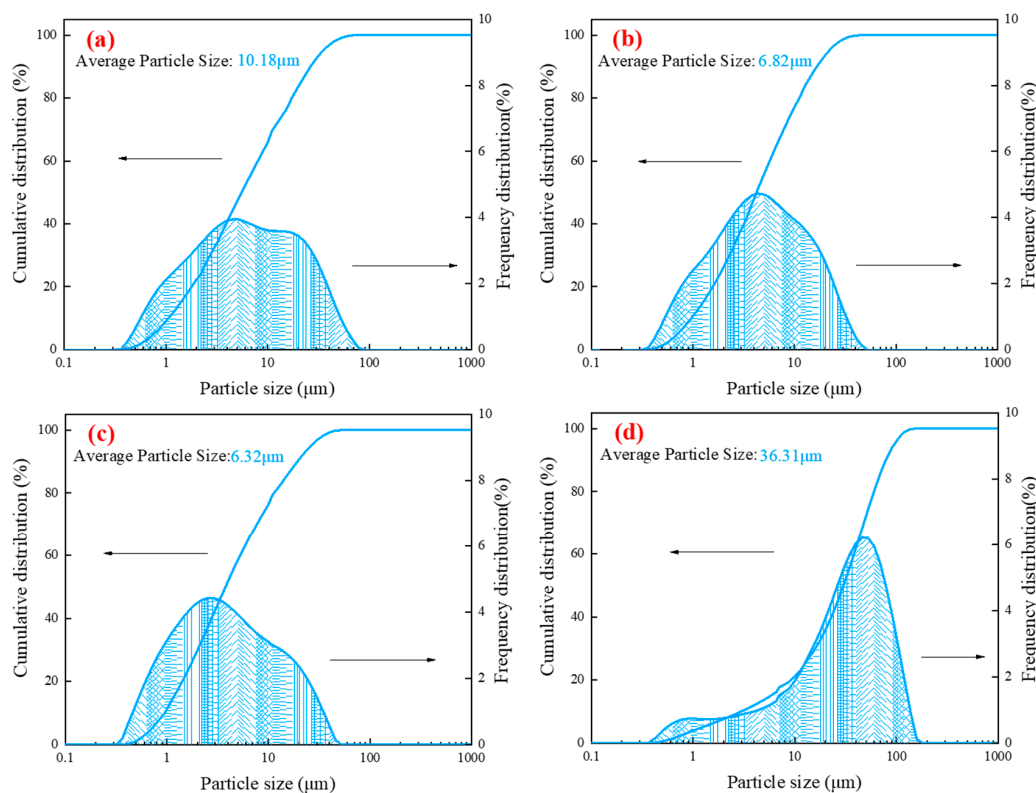 (a)
Average Particle Size: 10.18μm
Cumulative distribution (%)
Frequency distribution(%)
100
80
60
40
20
0
10
8
6
4
2
0
0.1 1 10 100 1000
Particle size (μm)
(b)
Average Particle Size: 6.82μm
Cumulative distribution (%)
Frequency distribution(%)
100
80
60
40
20
0
10
8
6
4
2
0
0.1 1 10 100 1000
Particle size (μm)
(c)
Average Particle Size:6.32μm
Cumulative distribution (%)
Frequency distribution(%)
100
80
60
40
20
0
10
8
6
4
2
0
0.1 1 10 100 1000
Particle size (μm)
(d)
Average Particle Size:36.31μm
Cumulative distribution (%)
Frequency distribution(%)
100
80
60
40
20
0
10
8
6
4
2
0
0.1 1 10 100 1000
Particle size (μm)